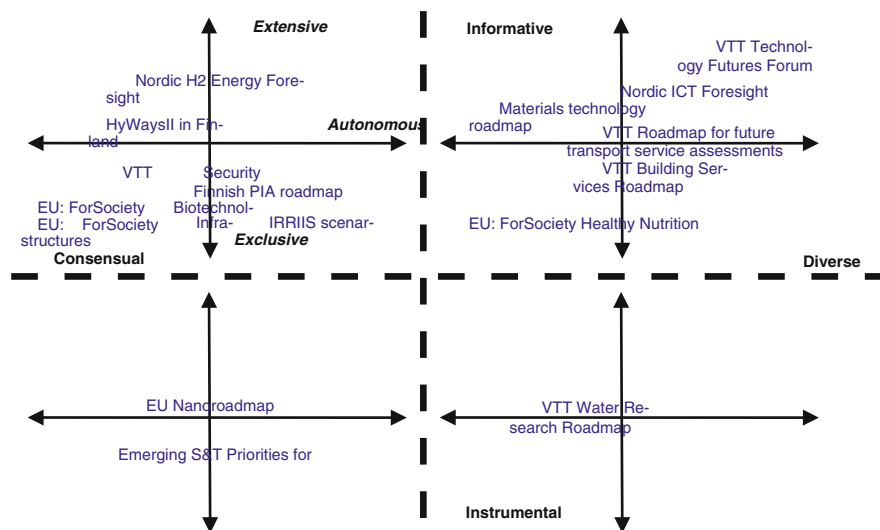 Extensive
Informative
VTT Technol-
ogy Futures Forum
Nordic H2 Energy Fore-
sight
Nordic ICT Foresight
Materials technology
roadmap
HyWaysII in Fin-
land
Autonomous
VTT Roadmap for future
transport service assessments
VTT Security
Finnish PIA roadmap
VTT Building Ser-
vices Roadmap
EU: ForSociety Biotechnol-
EU: ForSociety Infra-
structures
IRRIIS scenar-
Exclusive
EU: ForSociety Healthy Nutrition
Consensual
Diverse
EU Nanoroadmap
VTT Water Re-
search Roadmap
Emerging S&T Priorities for
Instrumental